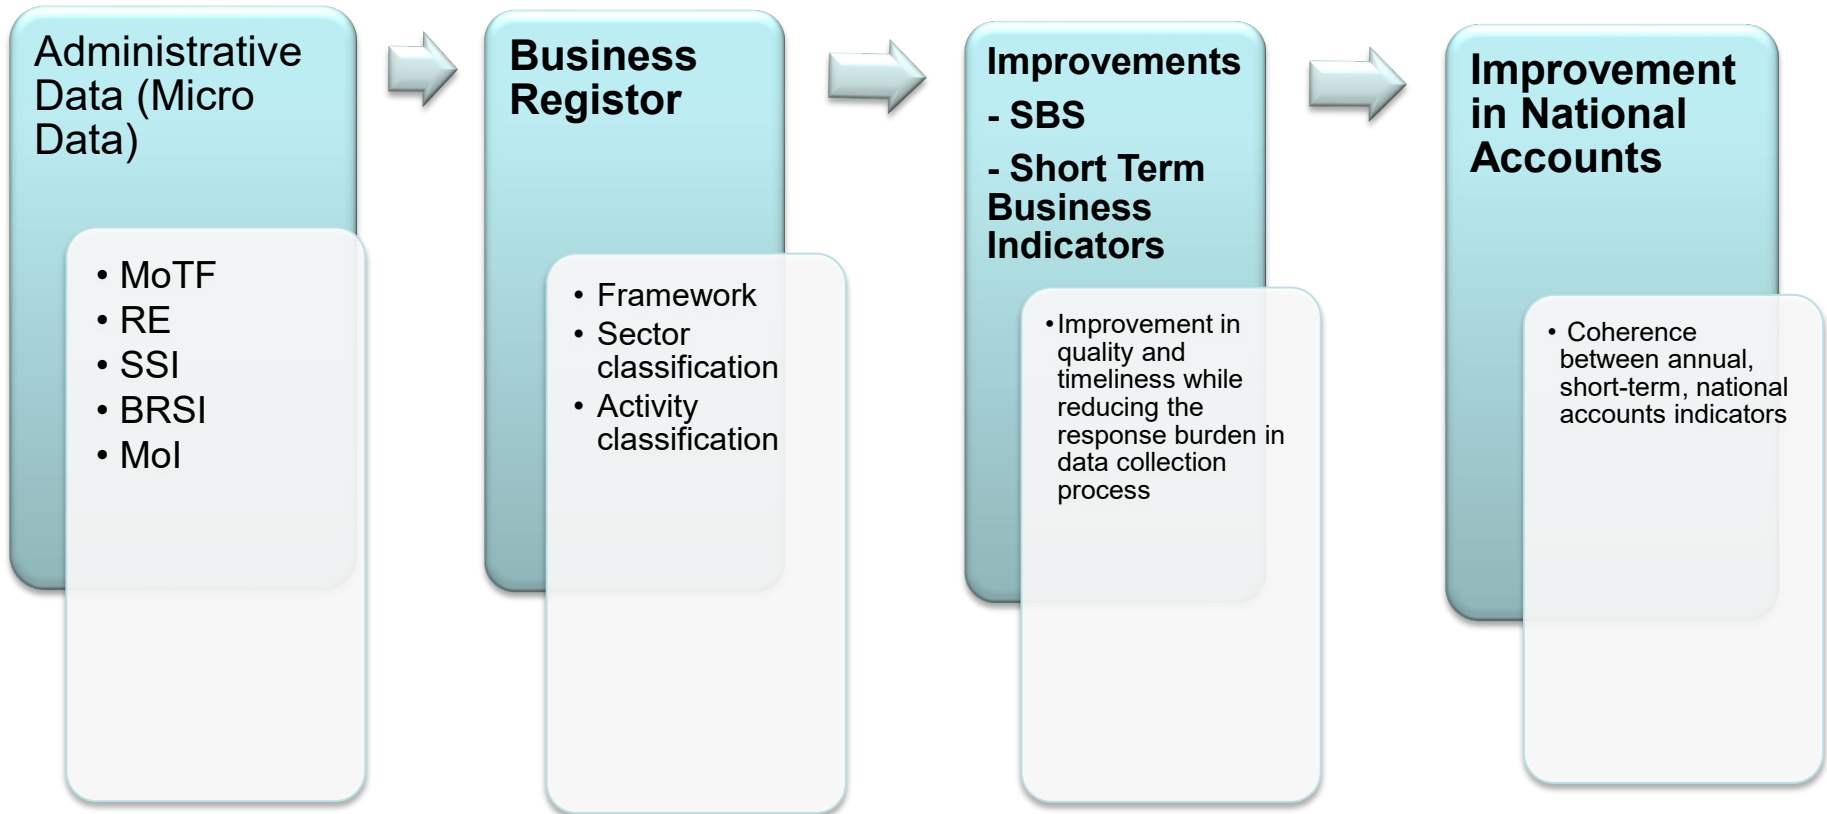 Administrative
Data (Micro
Data)
• MoTF
• RE
• SSI
• BRSI
• MoI
Business
Registor
• Framework
• Sector
classification
• Activity
classification
Improvements
- SBS
- Short Term
Business
Indicators
•Improvement in
quality and
timeliness while
reducing the
response burden in
data collection
process
Improvement
in National
Accounts
• Coherence
between annual,
short-term, national
accounts indicators